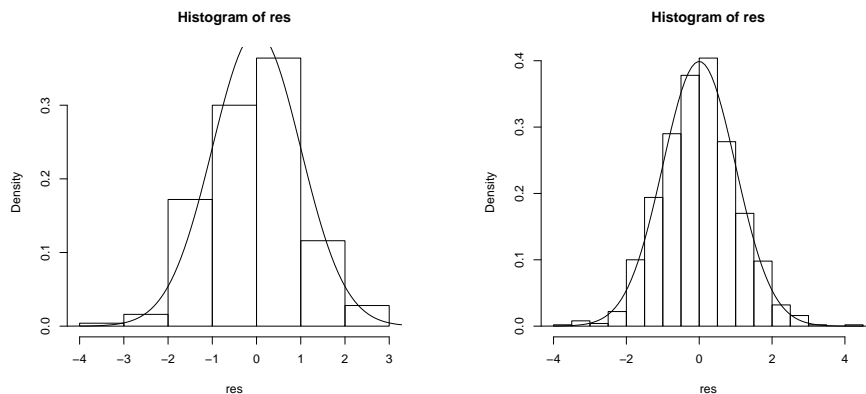 Histogram of res
Density
0.0 0.1 0.2 0.3
−4 −3 −2 −1 0 1 2 3
res
Histogram of res
Density
0.0 0.1 0.2 0.3 0.4
−4 −2 0 2 4
res